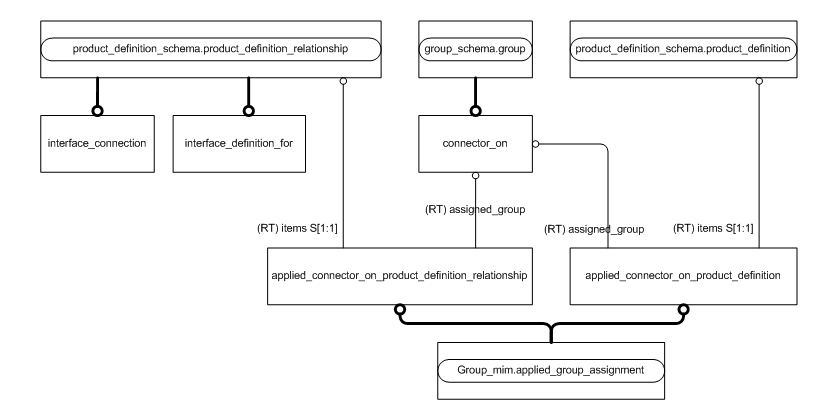 product_definition_schema.product_definition_relationship
group_schema.group
product_definition_schema.product_definition
interface_connection
interface_definition_for
connector_on
(RT) assigned_group
(RT) items S[1:1]
(RT) assigned_group
(RT) items S[1:1]
applied_connector_on_product_definition_relationship
applied_connector_on_product_definition
Group_mim.applied_group_assignment